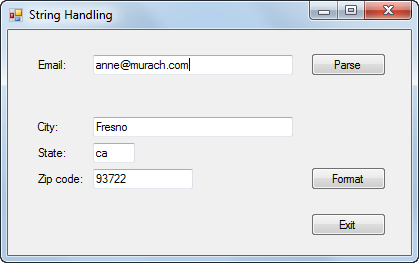 String Handling
Email: anne@murach.com Parse
City: Fresno
State: ca
Zip code: 93722 Format
Exit